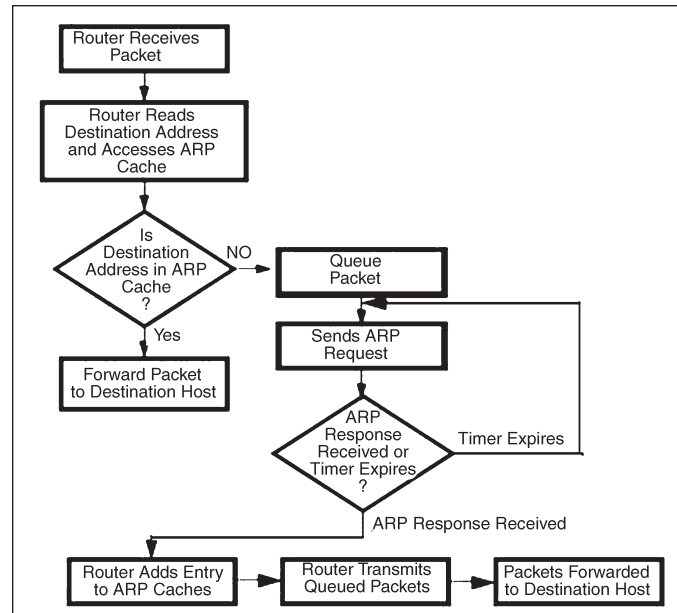 Router Receives
Packet
Router Reads
Destination Address
and Accesses ARP
Cache
Is
Destination
Address in ARP
Cache
?
NO
Yes
Forward Packet
to Destination Host
Queue
Packet
Sends ARP
Request
ARP
Response
Received or
Timer Expires
?
Timer Expires
ARP Response Received
Router Adds Entry
to ARP Caches
Router Transmits
Queued Packets
Packets Forwarded
to Destination Host